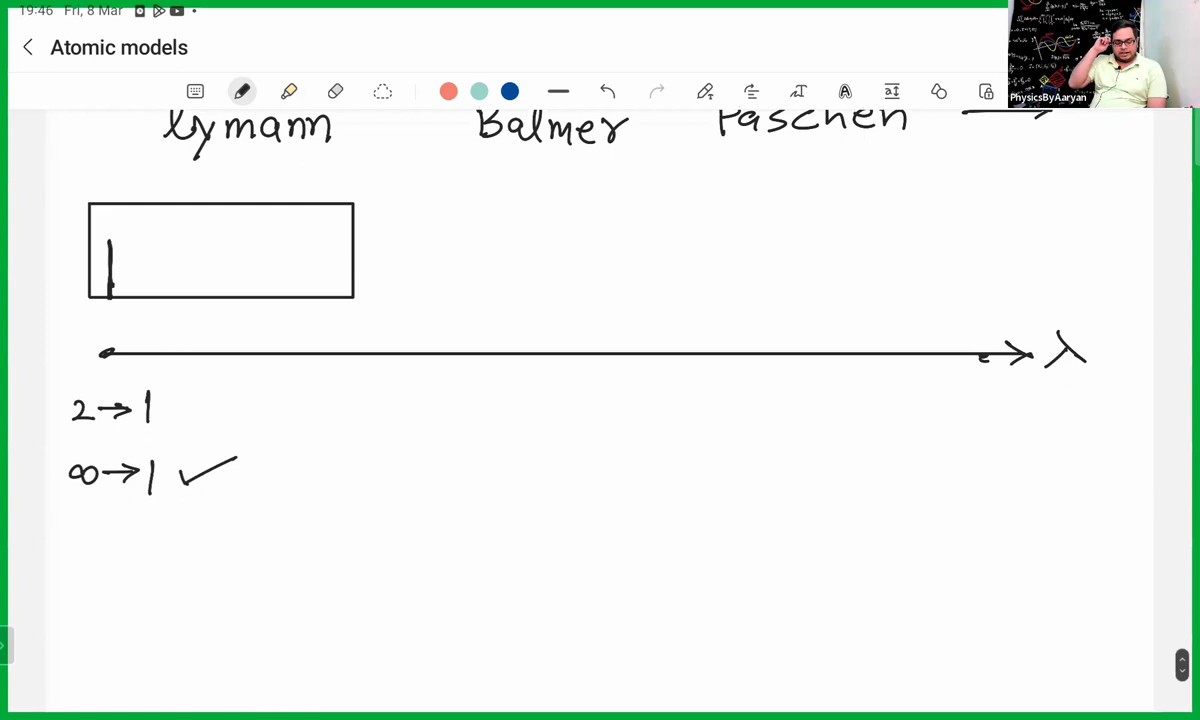 19:46 Fri, 8 Mar
Atomic models
PhysicsByAaryan
Lymann Balmer Paschen
λ
2→1
∞→1 ✓